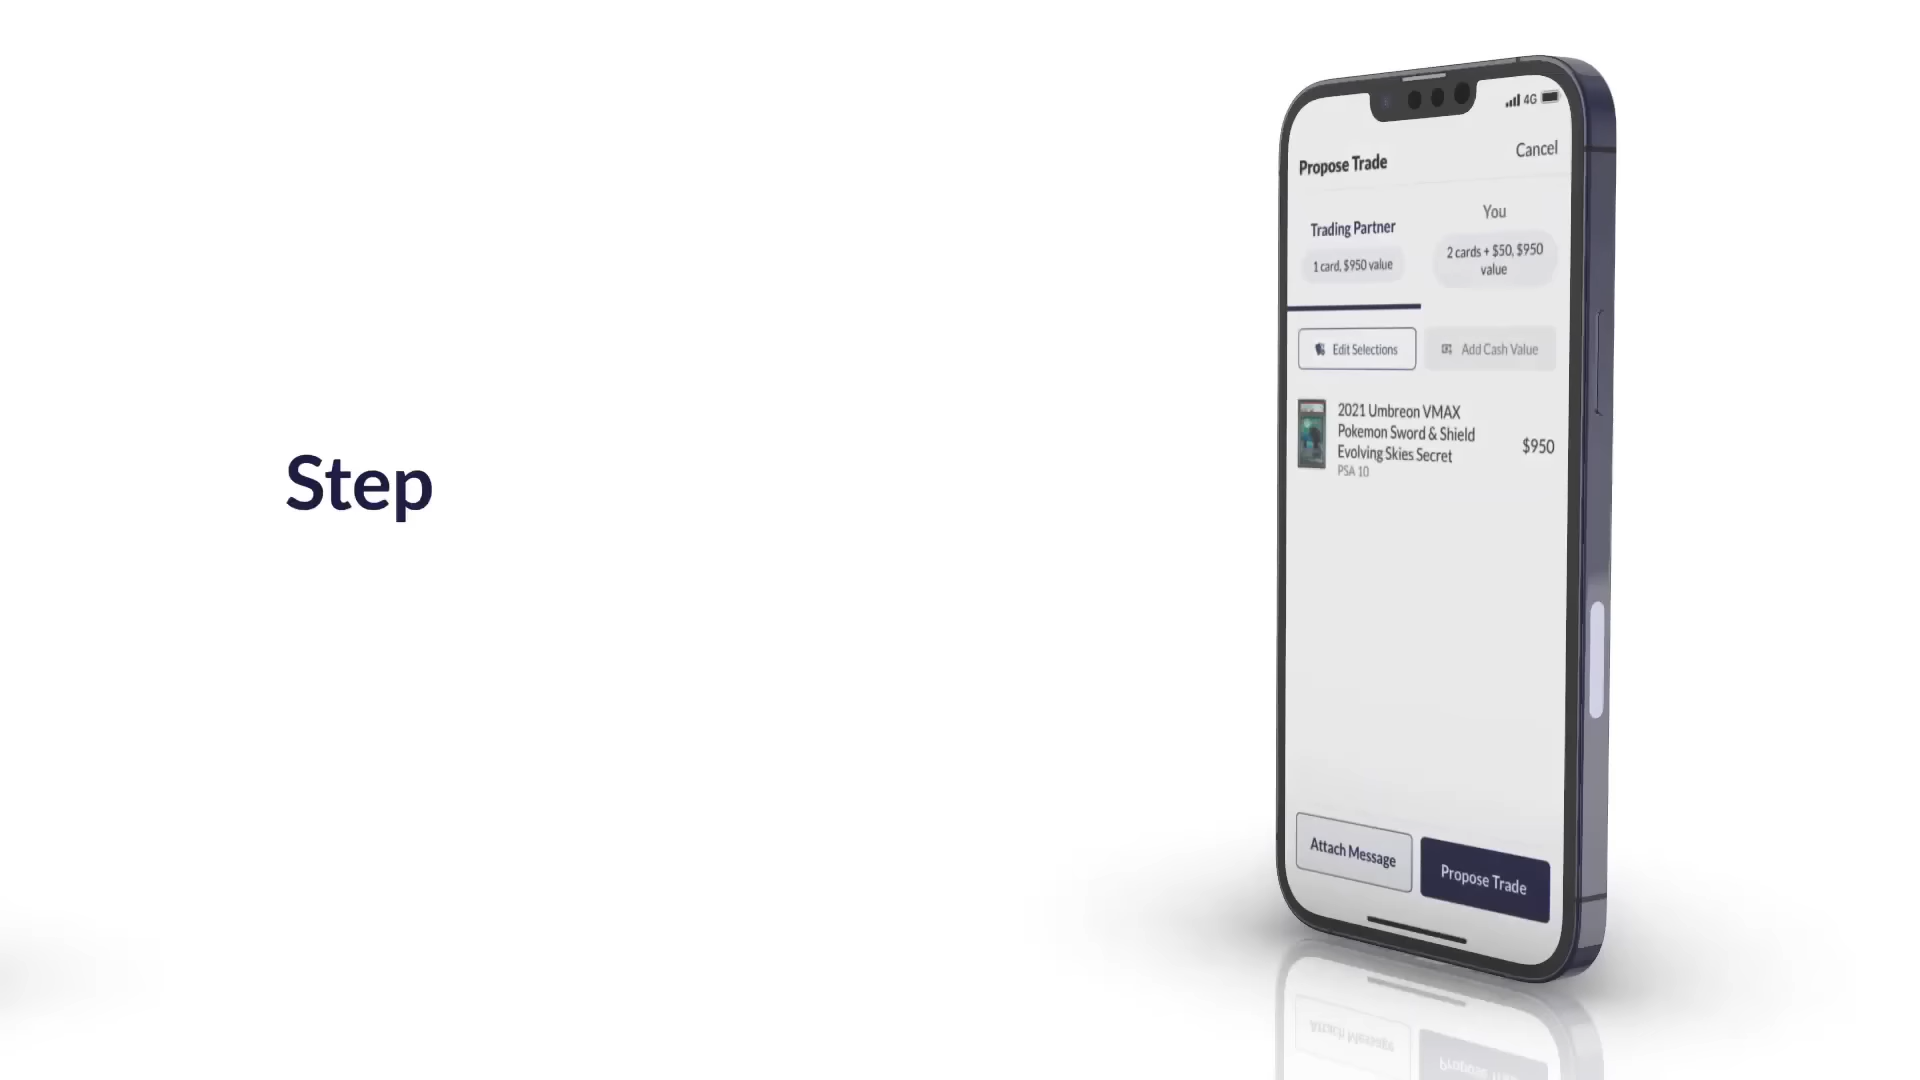 Step
4G
Propose Trade
Cancel
Trading Partner
1 card, $950 value
You
2 cards + $50, $950
value
Edit Selections
Add Cash Value
2021 Umbreon VMAX
Pokemon Sword & Shield
Evolving Skies Secret
PSA 10
$950
Attach Message
Propose Trade